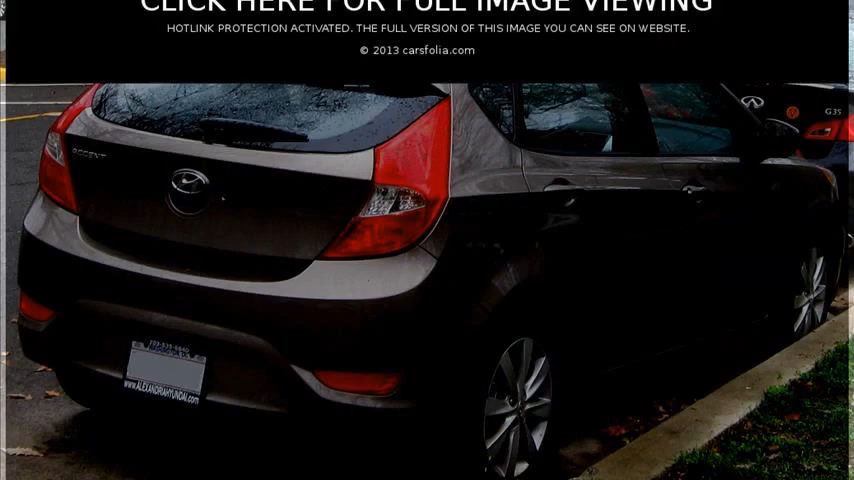 CLICK HERE FOR FULL IMAGE VIEWING
HOTLINK PROTECTION ACTIVATED. THE FULL VERSION OF THIS IMAGE YOU CAN SEE ON WEBSITE.
© 2013 carsfolia.com
G35
ACCENT
www.ALEXANDRIAHYUNDAI.com